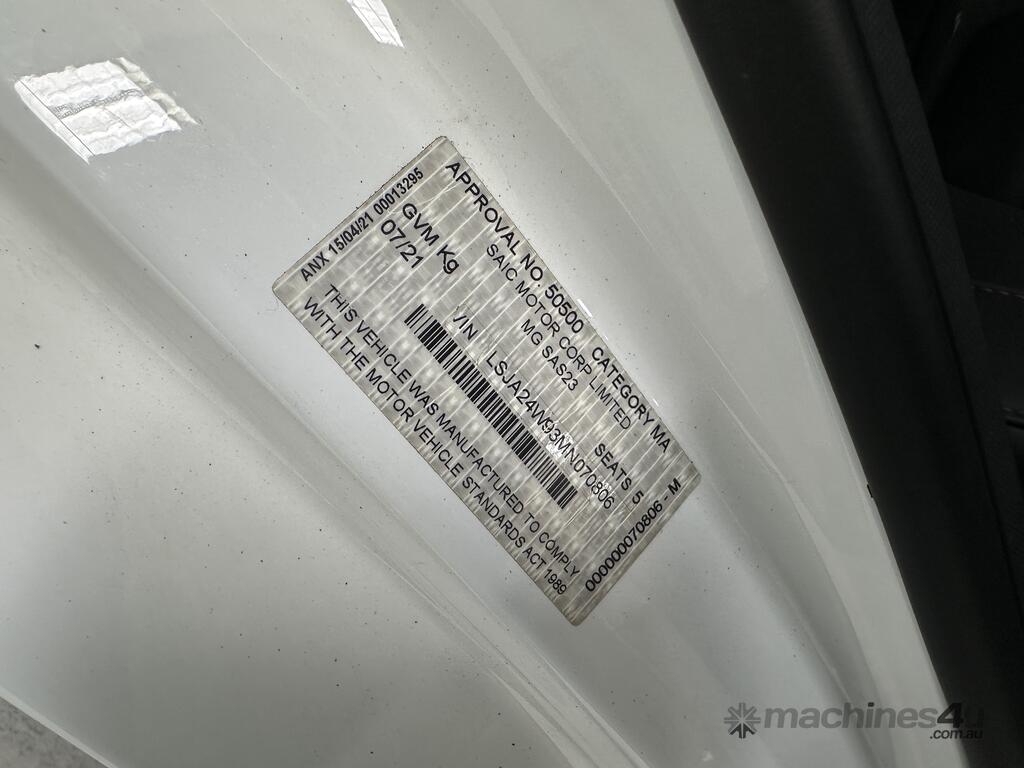 APPROVAL NO. 50500 CATEGORY MA
SAIC MOTOR CORP LIMITED
MG SAS23
GVM Kg SEATS 5
07/21
VIN LSJA24W93MN070806
THIS VEHICLE WAS MANUFACTURED TO COMPLY
WITH THE MOTOR VEHICLE STANDARDS ACT 1989
ANX 15/04/21 00013295
000000070806 - M
machines4u
.com.au